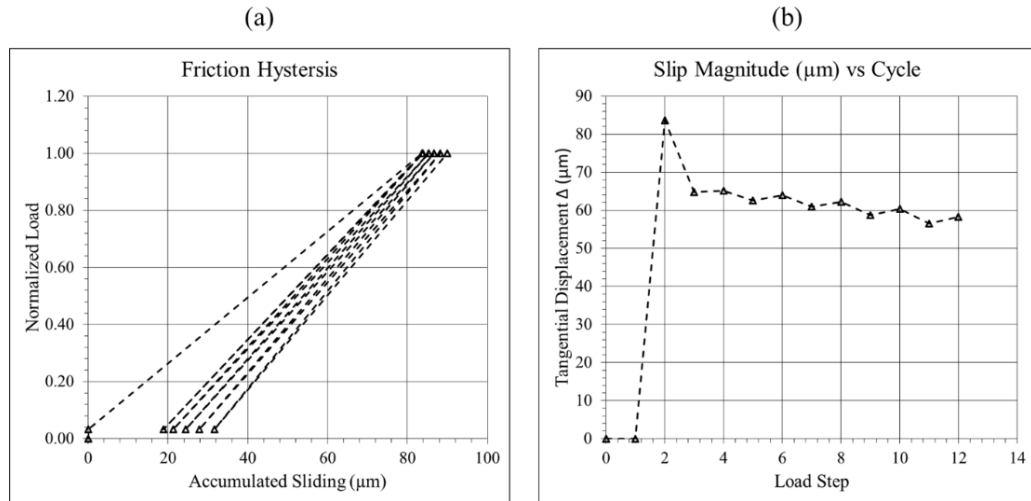 (a)
Friction Hystersis
1.20
1.00
0.80
0.60
0.40
0.20
0.00
Normalized Load
0 20 40 60 80 100
Accumulated Sliding (µm)
(b)
Slip Magnitude (µm) vs Cycle
90
80
70
60
50
40
30
20
10
0
Tangential Displacement Δ (µm)
0 2 4 6 8 10 12 14
Load Step